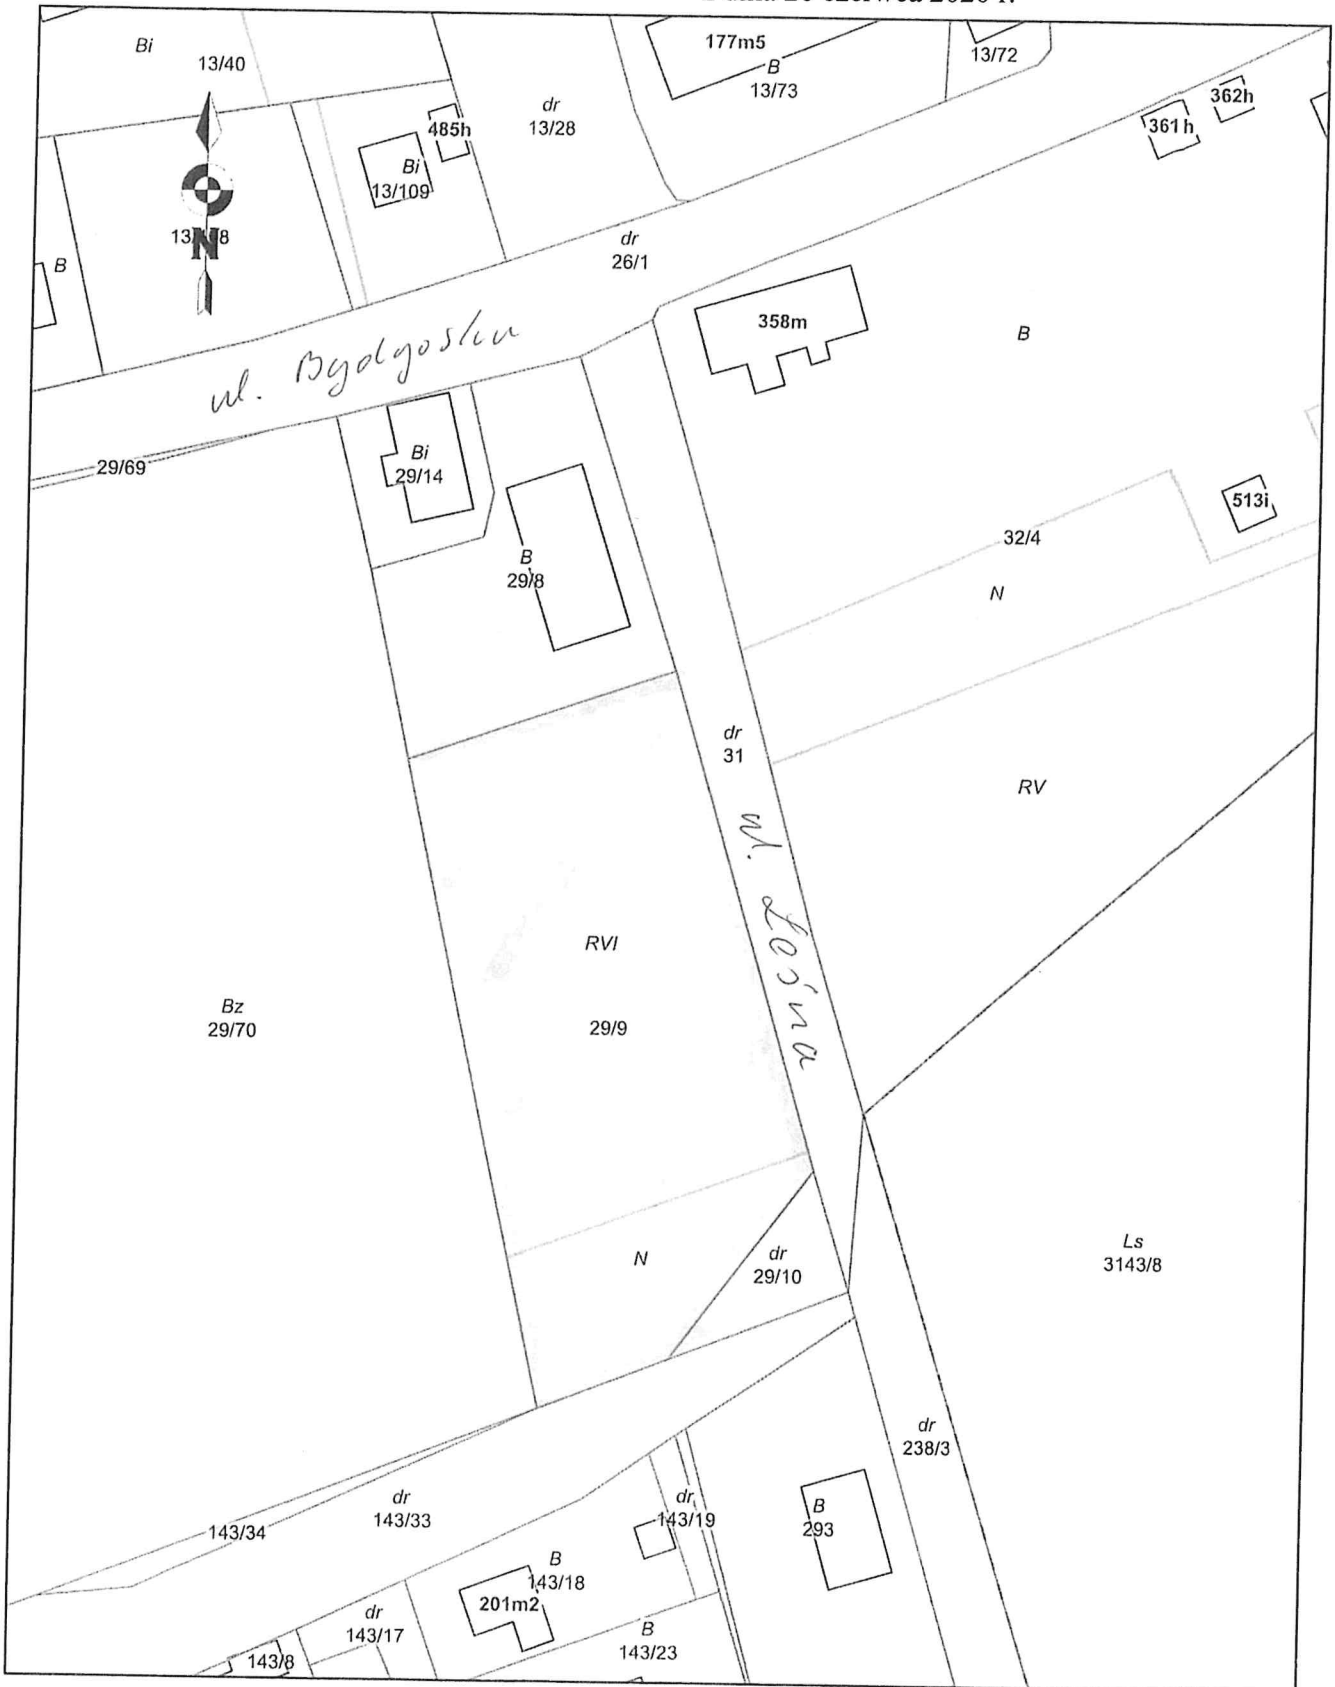 Bi
13/40
177m5
B
13/73
13/72
dr
13/28
485h
Bi
13/109
362h
361h
N
B
dr
26/1
358m
B
ul. Bydgoska
29/69
Bi
29/14
B
29/8
513i
32/4
N
dr
31
RV
ul. Leśna
RVI
29/9
Bz
29/70
N
dr
29/10
Ls
3143/8
dr
238/3
dr
143/33
143/34
dr
143/19
B
293
B
143/18
201m2
dr
143/17
B
143/23
143/8